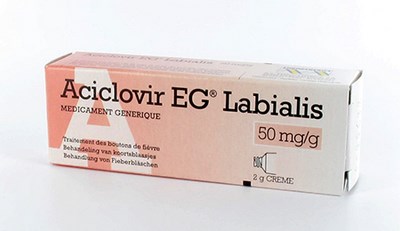 Aciclovir EG® Labialis
MEDICAMENT GENERIQUE
50 mg/g
Traitement des boutons de fièvre
Behandeling van koortsblaasjes
Behandlung von Fieberbläschen
2 g CREME